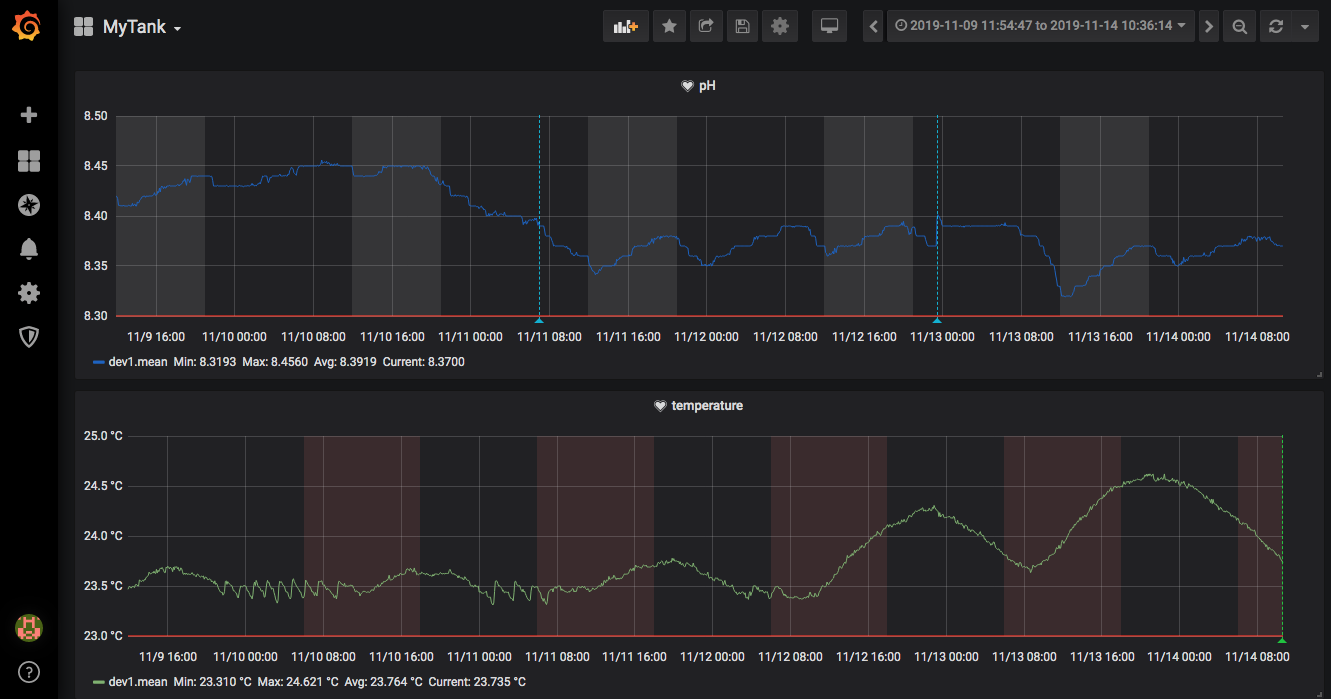 MyTank
2019-11-09 11:54:47 to 2019-11-14 10:36:14
pH
8.50
8.45
8.40
8.35
8.30
11/9 16:00 11/10 00:00 11/10 08:00 11/10 16:00 11/11 00:00 11/11 08:00 11/11 16:00 11/12 00:00 11/12 08:00 11/12 16:00 11/13 00:00 11/13 08:00 11/13 16:00 11/14 00:00 11/14 08:00
dev1.mean Min: 8.3193 Max: 8.4560 Avg: 8.3919 Current: 8.3700
temperature
25.0 °C
24.5 °C
24.0 °C
23.5 °C
23.0 °C
11/9 16:00 11/10 00:00 11/10 08:00 11/10 16:00 11/11 00:00 11/11 08:00 11/11 16:00 11/12 00:00 11/12 08:00 11/12 16:00 11/13 00:00 11/13 08:00 11/13 16:00 11/14 00:00 11/14 08:00
dev1.mean Min: 23.310 °C Max: 24.621 °C Avg: 23.764 °C Current: 23.735 °C